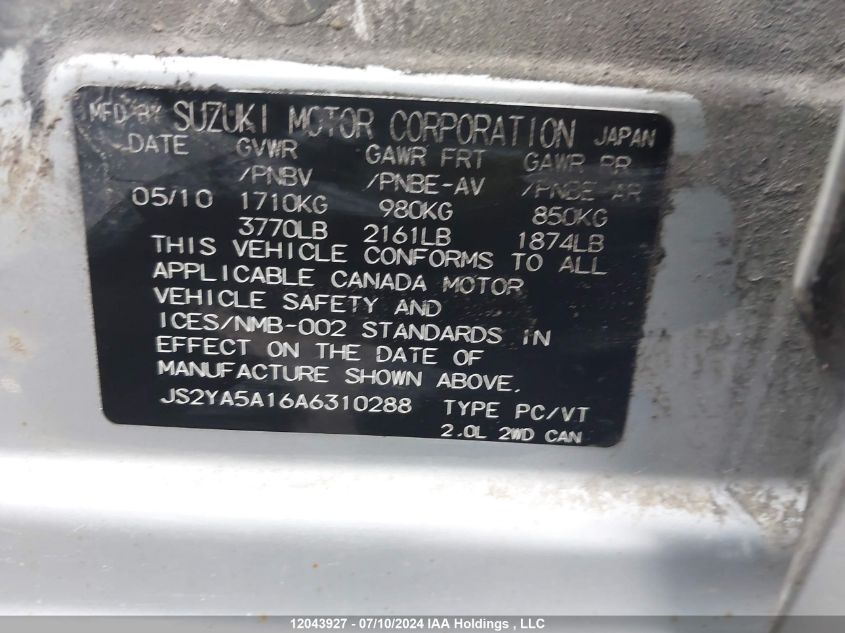 MFD BY SUZUKI MOTOR CORPORATION JAPAN
DATE GVWR GAWR FRT GAWR RR
/PNBV /PNBE-AV /PNBE-AR
05/10 1710KG 980KG 850KG
3770LB 2161LB 1874LB
THIS VEHICLE CONFORMS TO ALL
APPLICABLE CANADA MOTOR
VEHICLE SAFETY AND
ICES/NMB-002 STANDARDS IN
EFFECT ON THE DATE OF
MANUFACTURE SHOWN ABOVE.
JS2YA5A16A6310288 TYPE PC/VT
2.0L 2WD CAN
12043927 - 07/10/2024 IAA Holdings , LLC